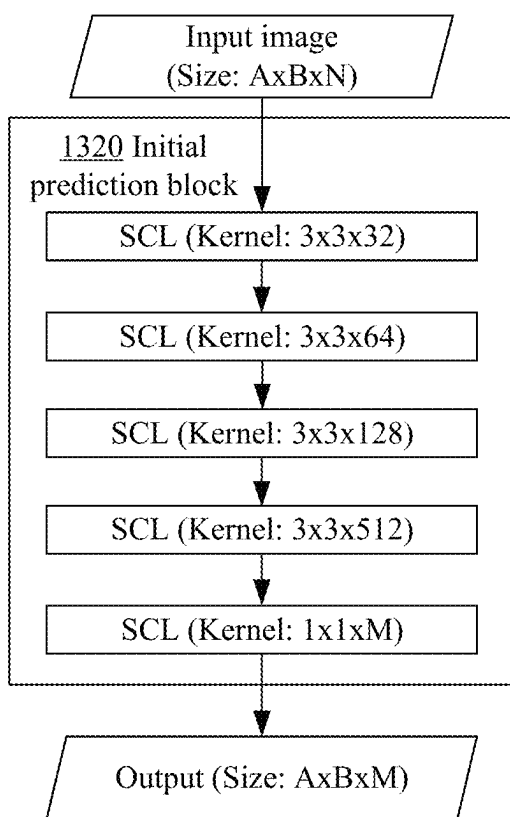 Input image
(Size: AxBxN)
1320 Initial
prediction block
SCL (Kernel: 3x3x32)
SCL (Kernel: 3x3x64)
SCL (Kernel: 3x3x128)
SCL (Kernel: 3x3x512)
SCL (Kernel: 1x1xM)
Output (Size: AxBxM)